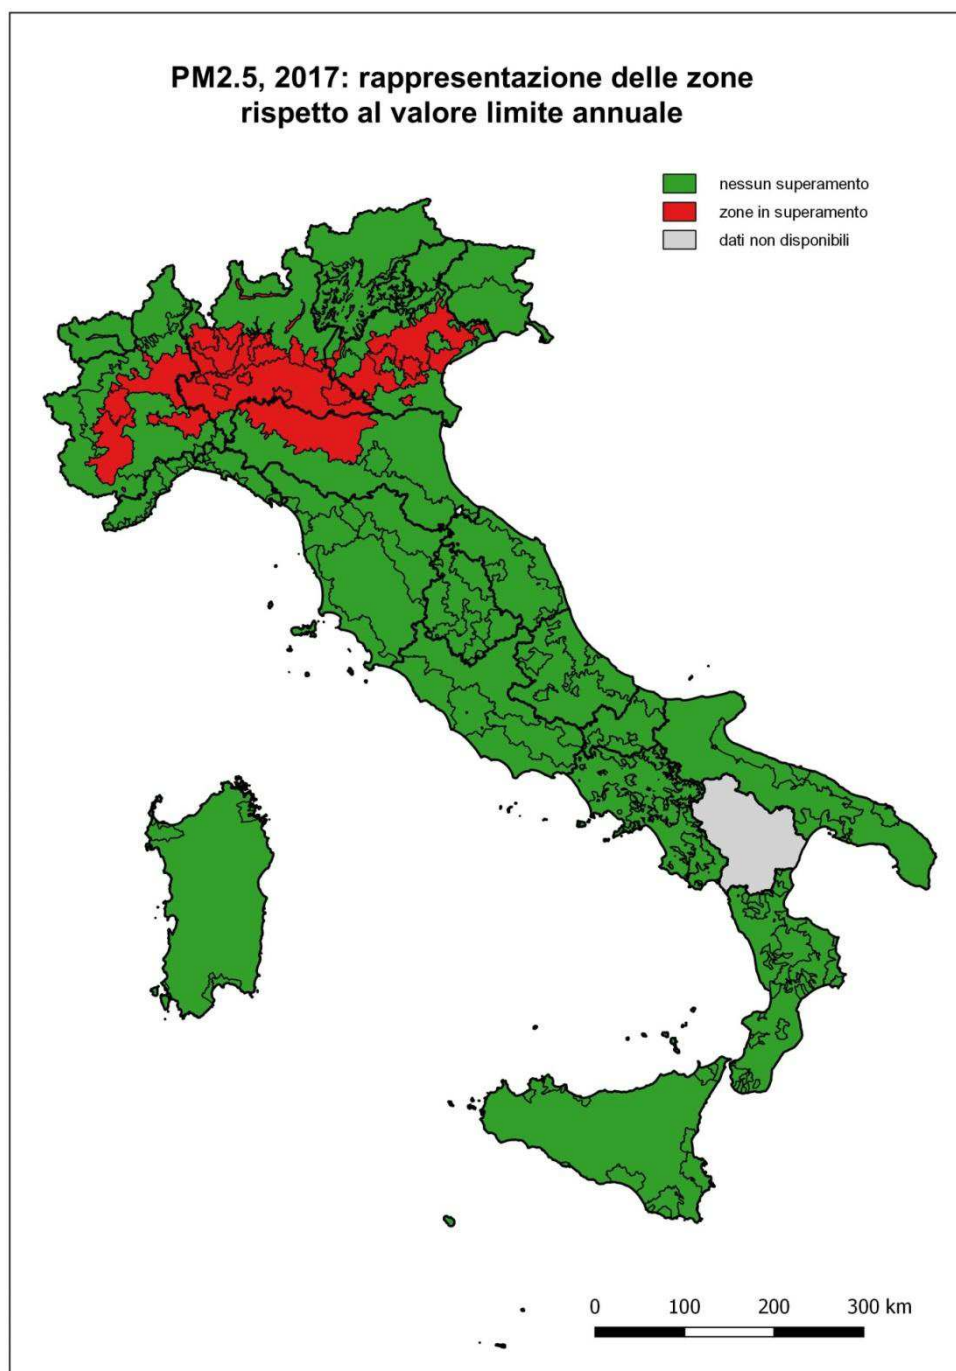 PM2.5, 2017: rappresentazione delle zone
rispetto al valore limite annuale
nessun superamento
zone in superamento
dati non disponibili
0 100 200 300 km